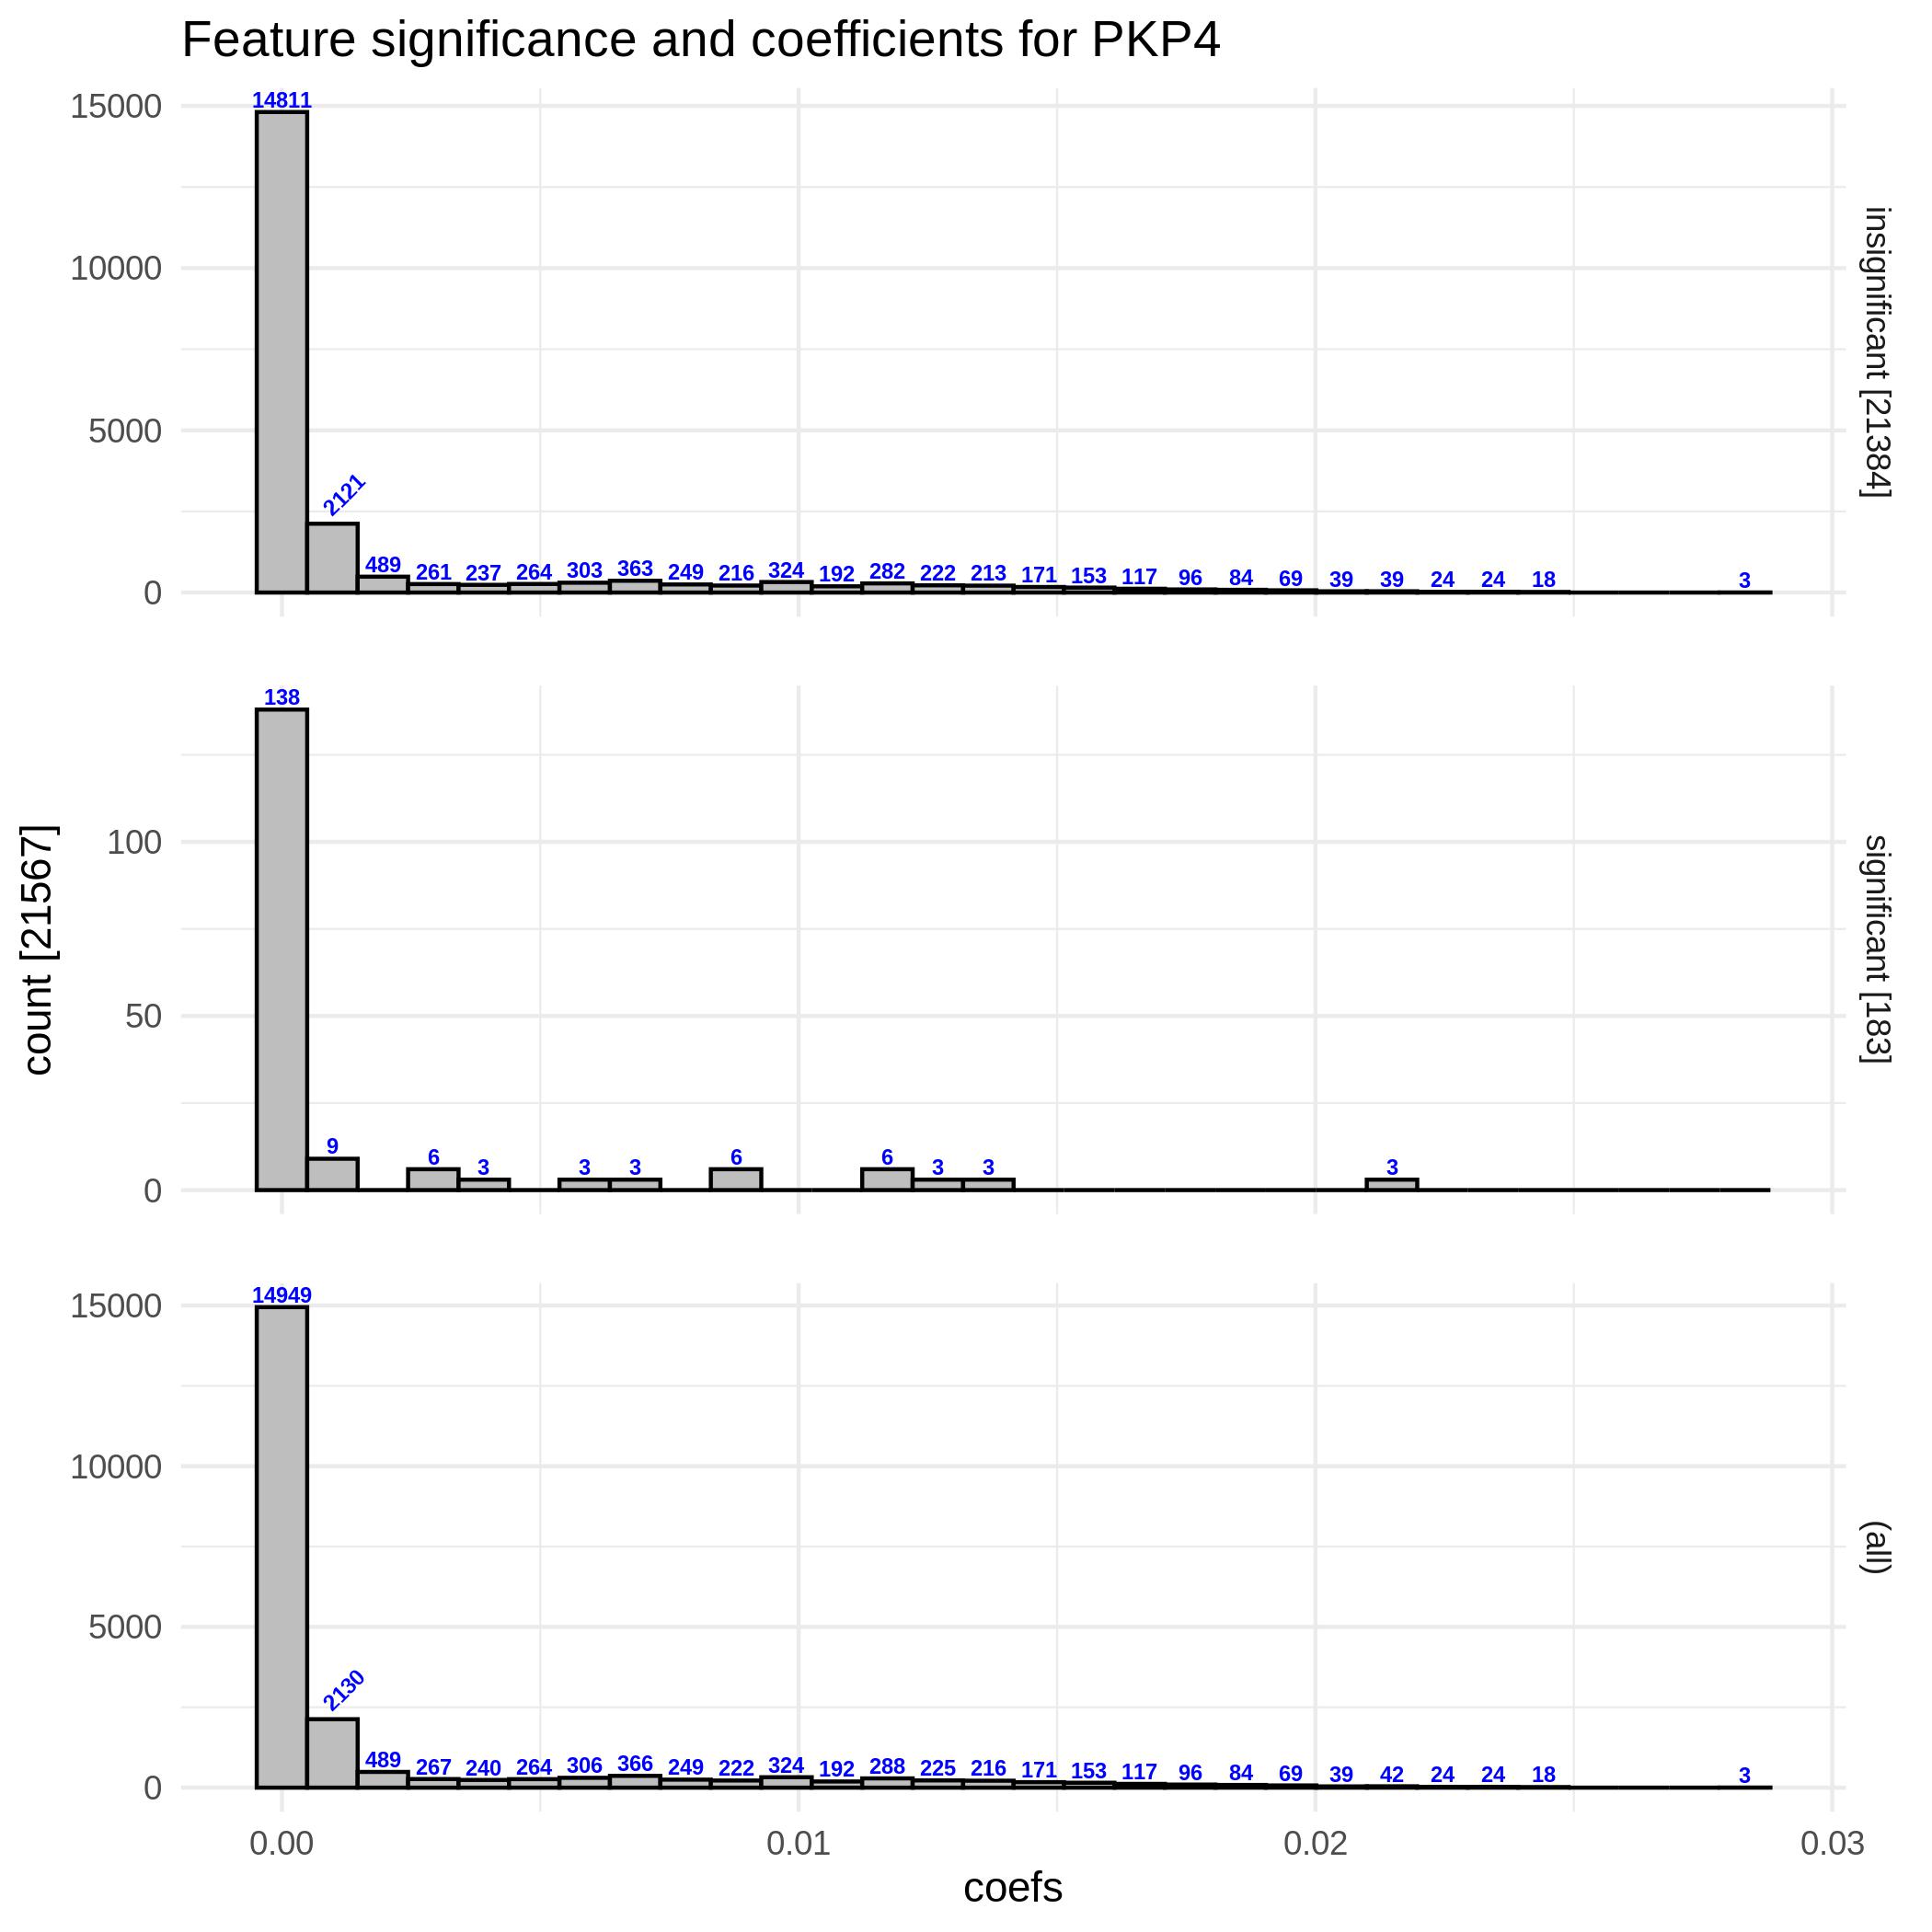 Feature significance and coefficients for PKP4
count [21567]
15000
10000
5000
0
14811
2121
489 261 237 264 303 363 249 216 324 192 282 222 213 171 153 117 96 84 69 39 39 24 24 18 3
insignificant [21384]
100
50
0
138
9 6 3 3 3 6 6 3 3 3
significant [183]
15000
10000
5000
0
14949
2130
489 267 240 264 306 366 249 222 324 192 288 225 216 171 153 117 96 84 69 39 42 24 24 18 3
(all)
0.00 0.01 0.02 0.03
coefs